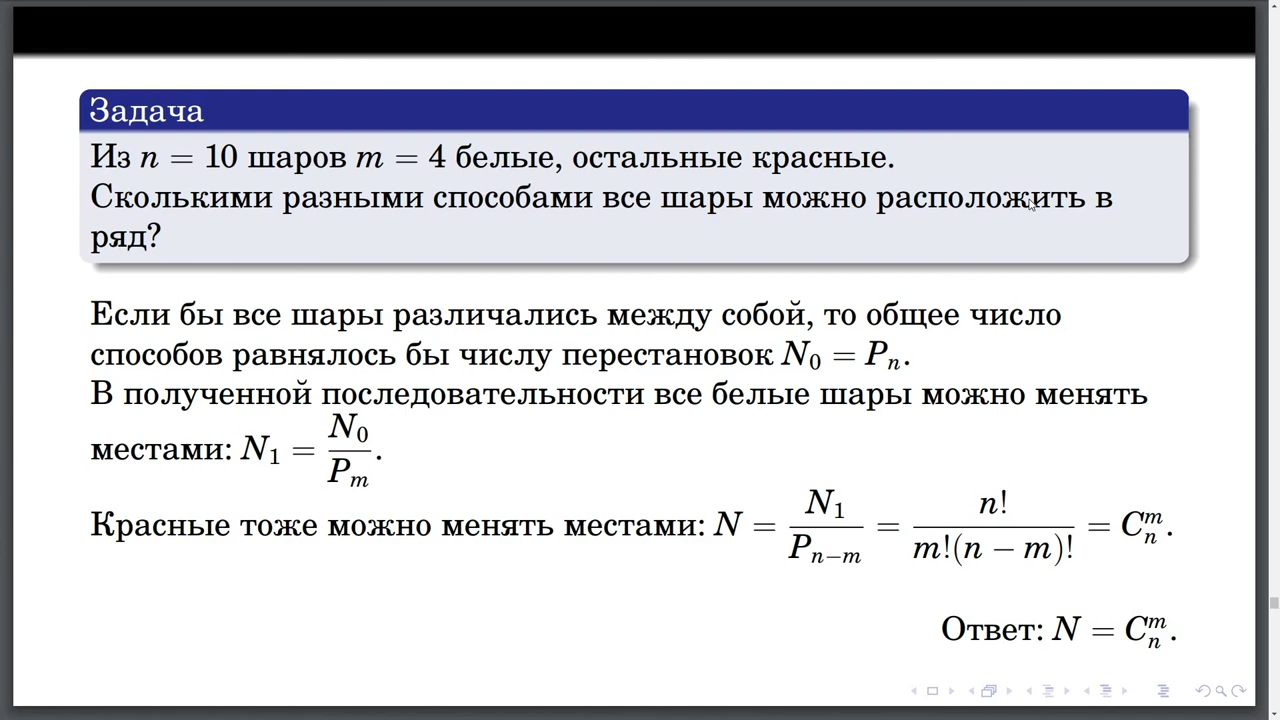 Задача
Из n = 10 шаров m = 4 белые, остальные красные.
Сколькими разными способами все шары можно расположить в
ряд?
Если бы все шары различались между собой, то общее число
способов равнялось бы числу перестановок N₀ = Pₙ.
В полученной последовательности все белые шары можно менять
местами: N₁ = N₀/Pₘ.
Красные тоже можно менять местами: N = N₁/Pₙ₋ₘ = n!/(m!(n − m)!) = Cₙᵐ.
Ответ: N = Cₙᵐ.